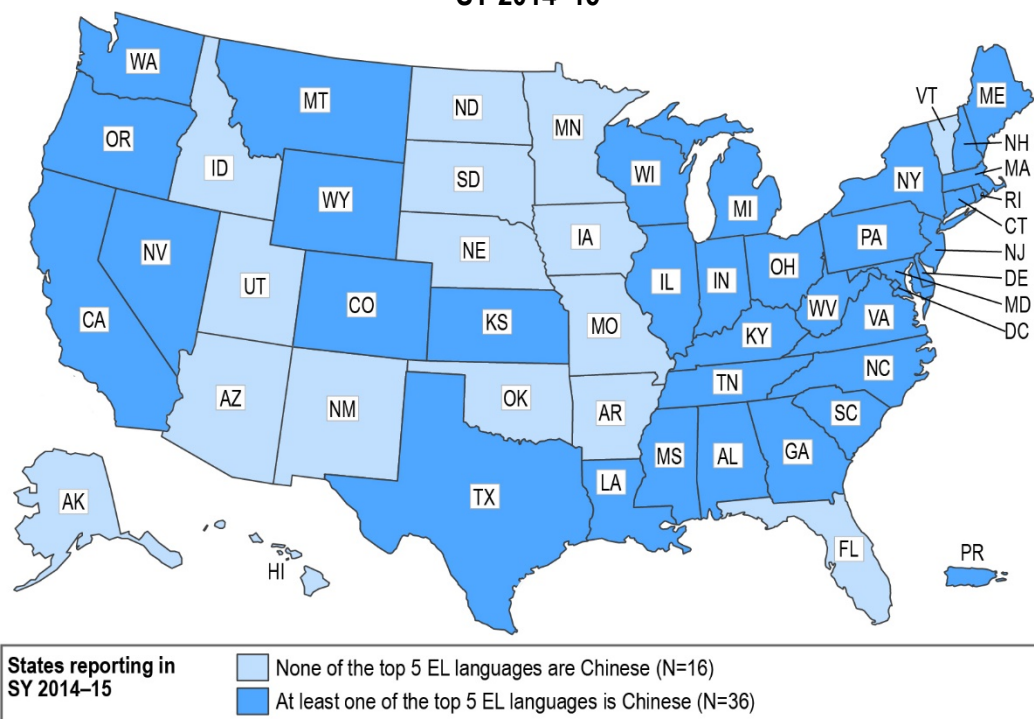 SY 2014–15
WA
MT
ND
MN
VT
ME
OR
ID
SD
WI
MI
NY
NH
MA
RI
CT
NJ
DE
MD
DC
WY
NE
IA
PA
NV
UT
CO
KS
MO
IL
IN
OH
WV
VA
KY
CA
AZ
NM
OK
AR
TN
NC
SC
MS
AL
GA
LA
TX
AK
HI
FL
PR
States reporting in
SY 2014–15
None of the top 5 EL languages are Chinese (N=16)
At least one of the top 5 EL languages is Chinese (N=36)